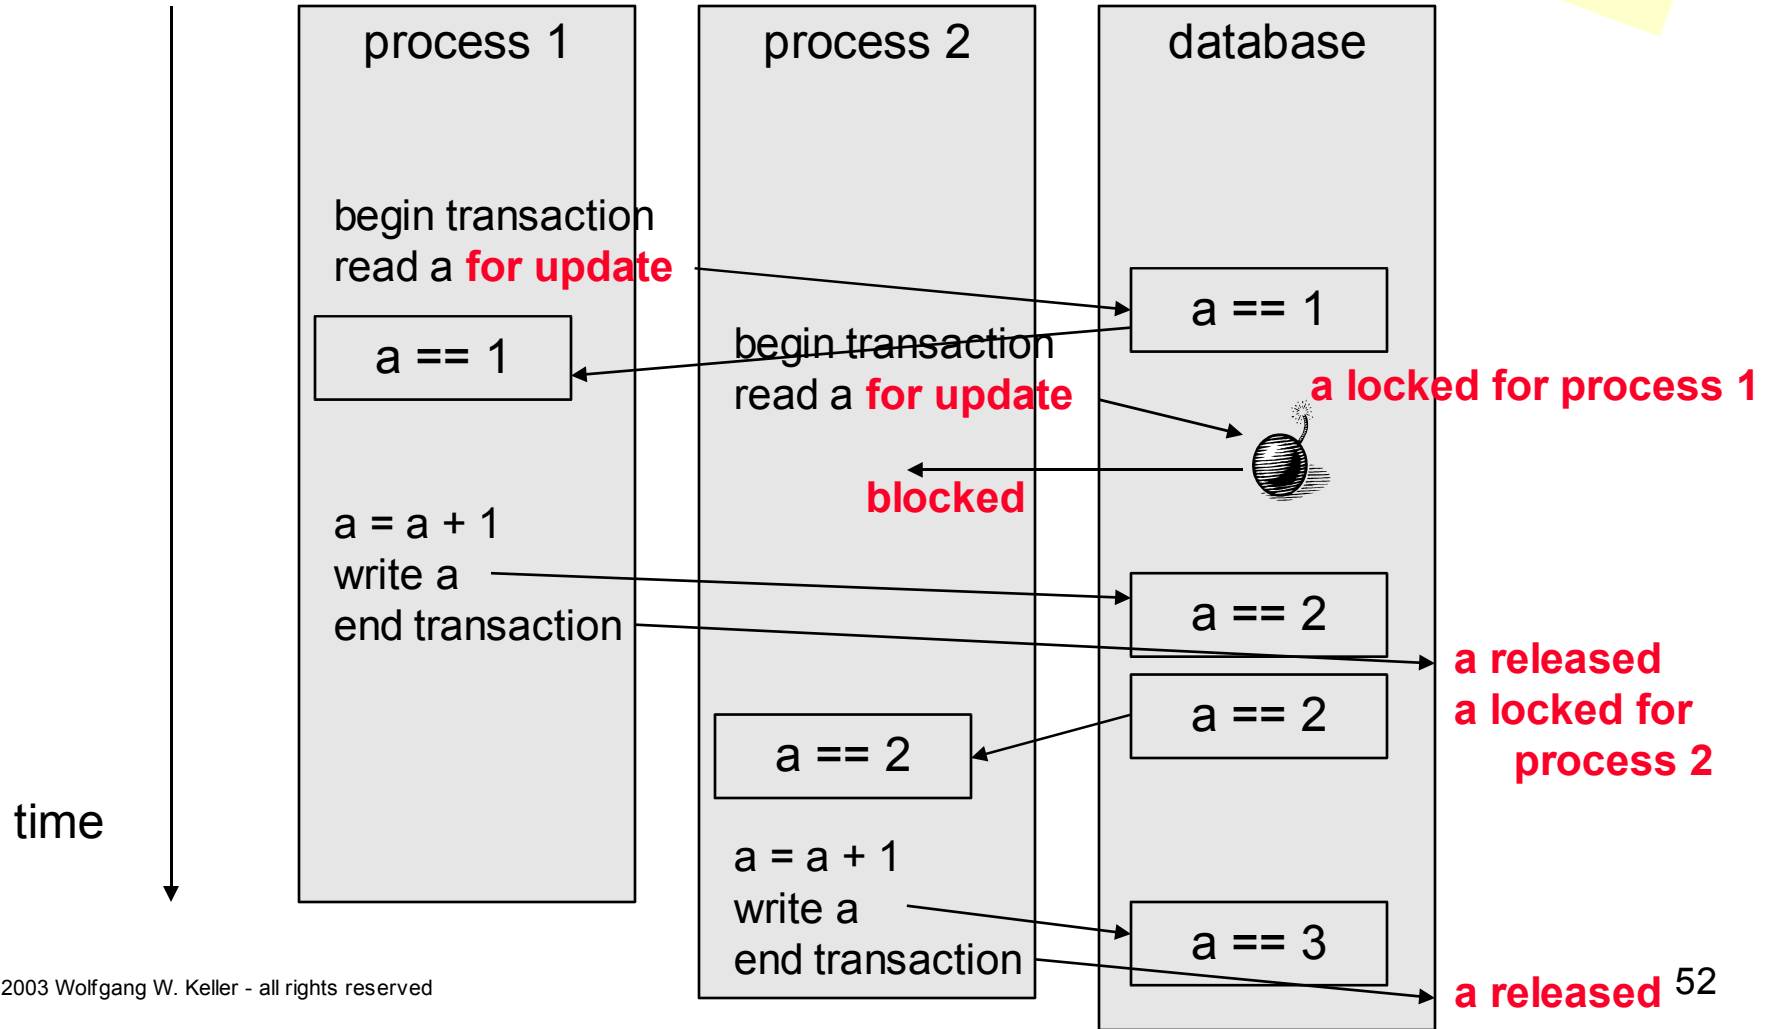 process 1
process 2
database
begin transaction
read a for update
a == 1
a == 1
begin transaction
read a for update
a locked for process 1
blocked
a = a + 1
write a
end transaction
a == 2
a released
a == 2
a locked for
process 2
a == 2
time
a = a + 1
write a
end transaction
a == 3
a released
2003 Wolfgang W. Keller - all rights reserved
52